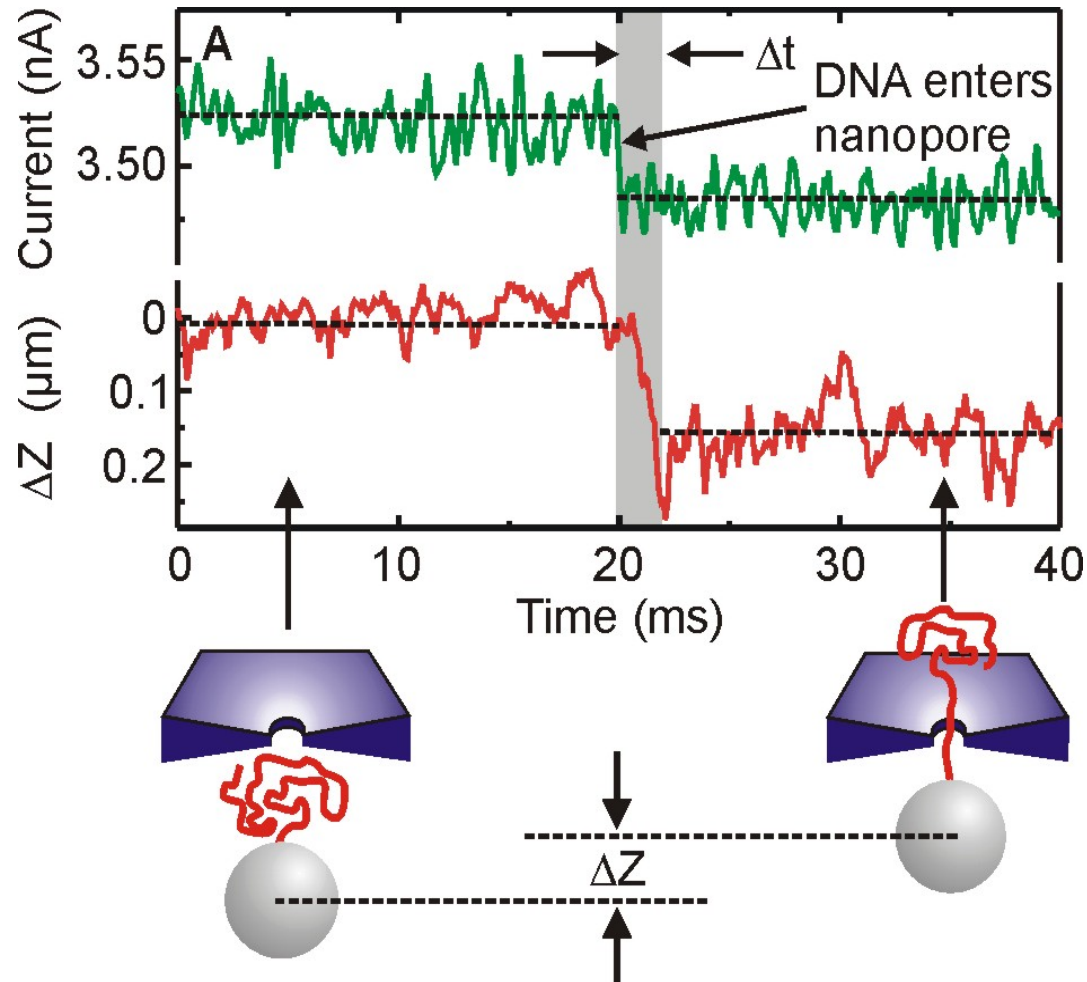 A
Current (nA)
3.55
3.50
Δt
DNA enters
nanopore
ΔZ (µm)
0
0.1
0.2
0
10
20
30
40
Time (ms)
ΔZ